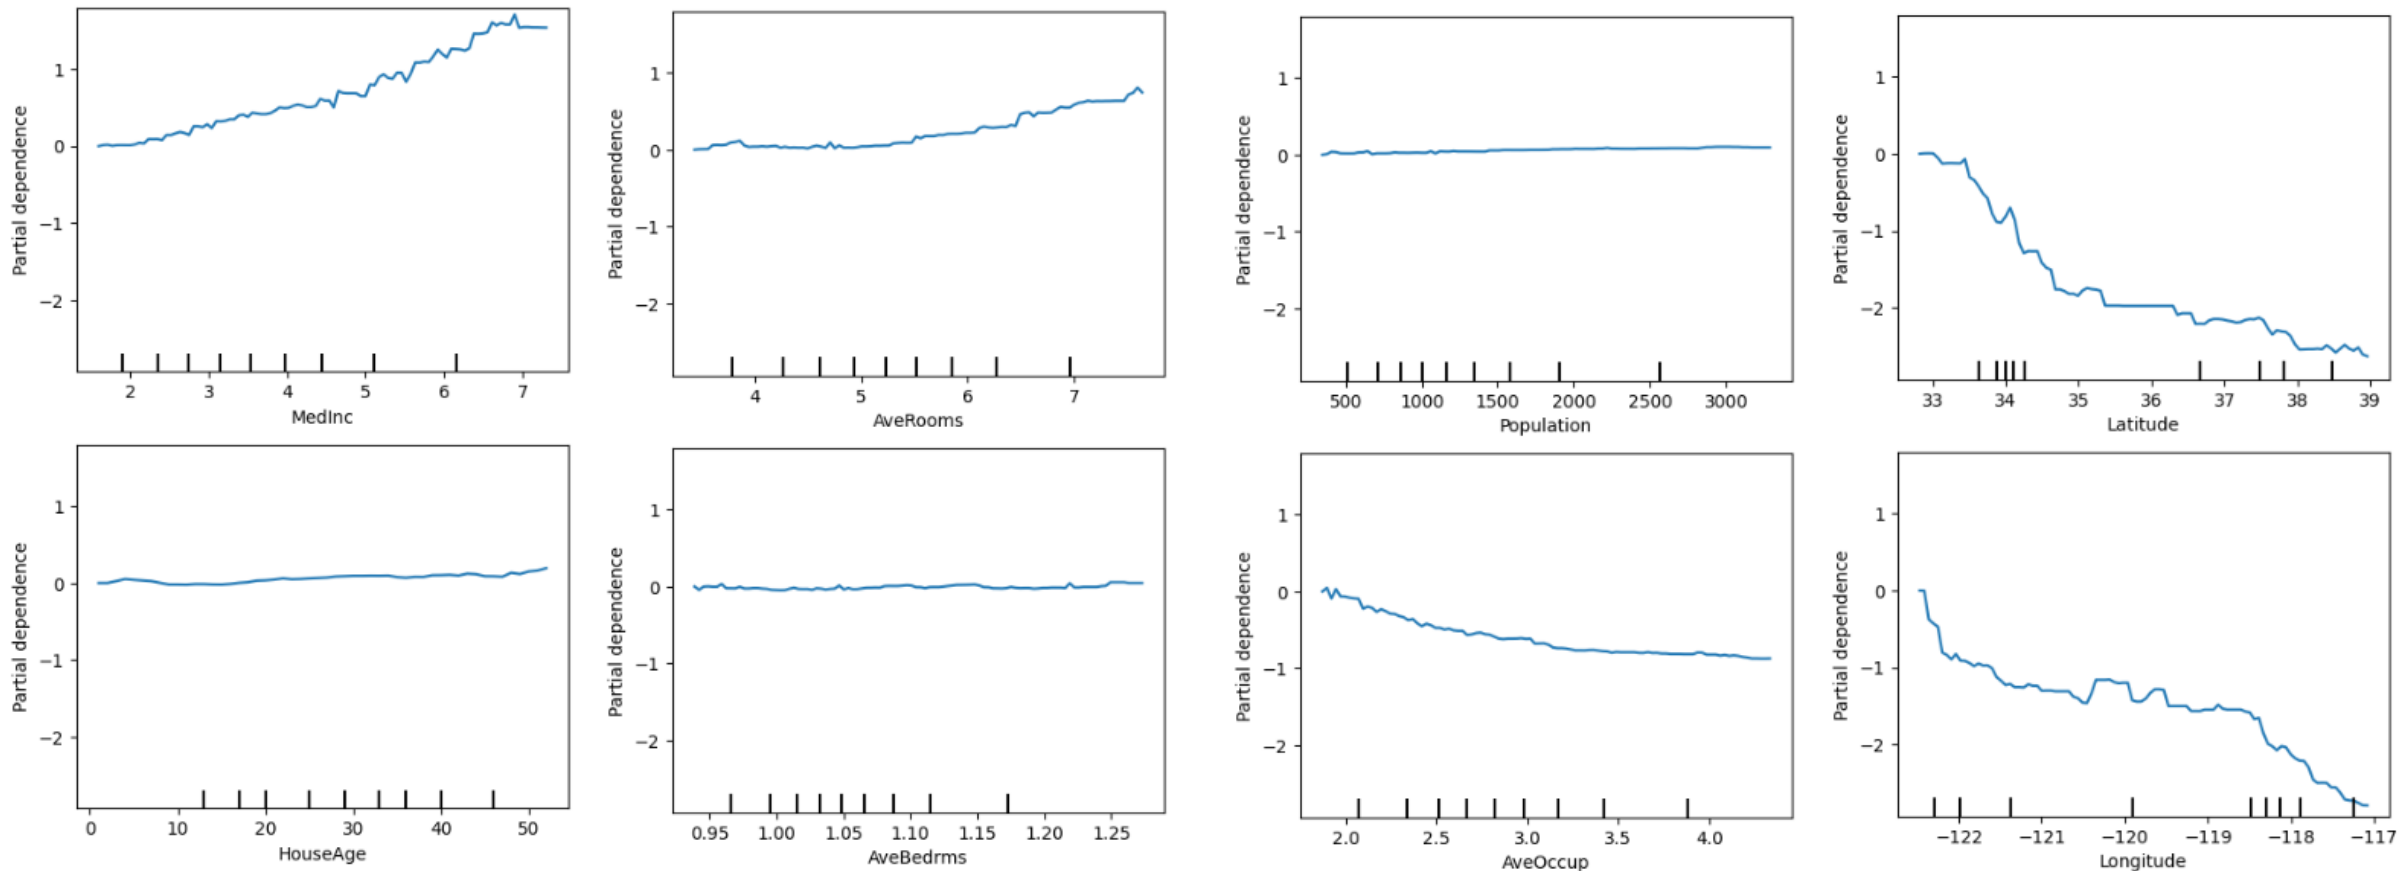 Partial dependence
1
0
−1
−2
2 3 4 5 6 7
MedInc
Partial dependence
1
0
−1
−2
4 5 6 7
AveRooms
Partial dependence
1
0
−1
−2
500 1000 1500 2000 2500 3000
Population
Partial dependence
1
0
−1
−2
33 34 35 36 37 38 39
Latitude
Partial dependence
1
0
−1
−2
0 10 20 30 40 50
HouseAge
Partial dependence
1
0
−1
−2
0.95 1.00 1.05 1.10 1.15 1.20 1.25
AveBedrms
Partial dependence
1
0
−1
−2
2.0 2.5 3.0 3.5 4.0
AveOccup
Partial dependence
1
0
−1
−2
−122 −121 −120 −119 −118 −117
Longitude